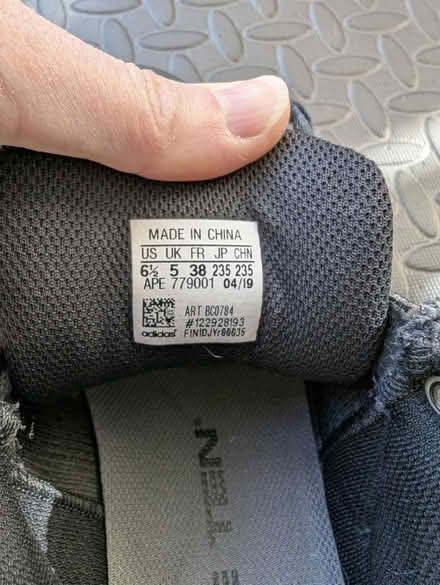 MADE IN CHINA
US UK FR JP CHN
6½ 5 38 235 235
APE 779001 04/19
ART BC0784
#122928193
adidas FIN1DJYr00035